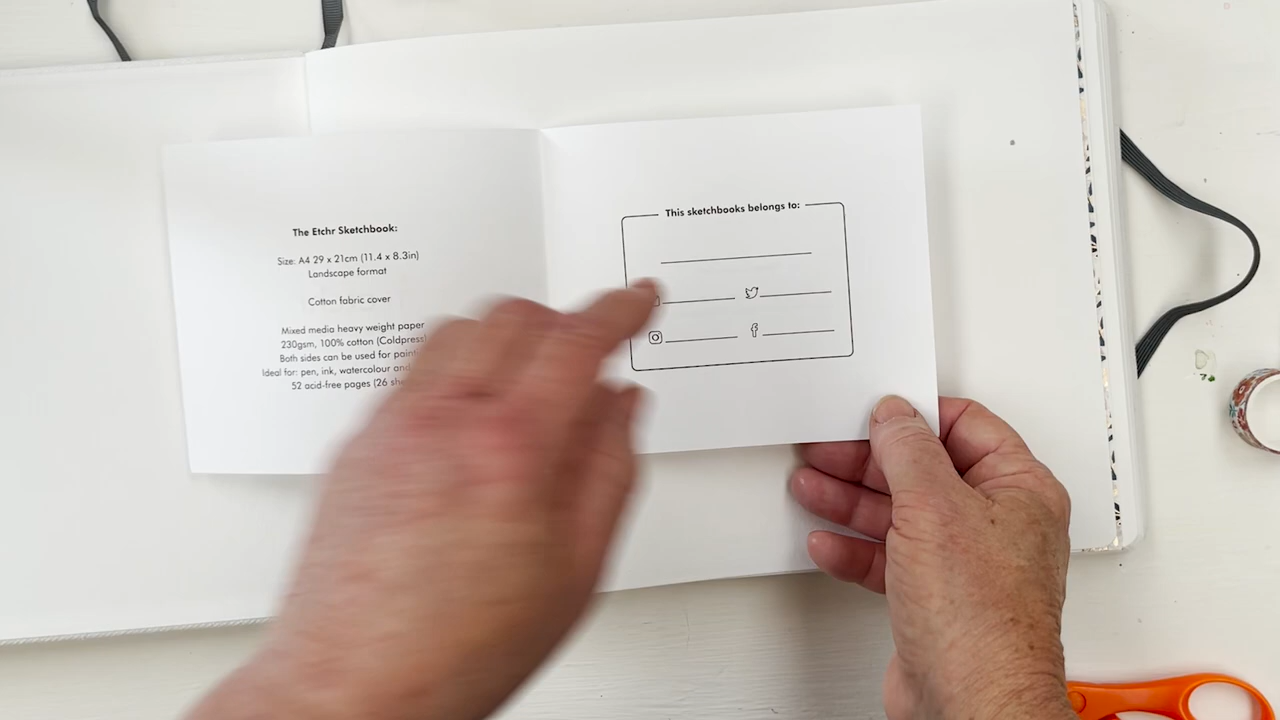 The Etchr Sketchbook:
Size: A4 29 x 21cm (11.4 x 8.3in)
Landscape format
Cotton fabric cover
Mixed media heavy weight paper
230gsm, 100% cotton (Coldpress)
Both sides can be used for
Ideal for: pen, ink, watercolour and
52 acid-free pages (26
This sketchbooks belongs to: